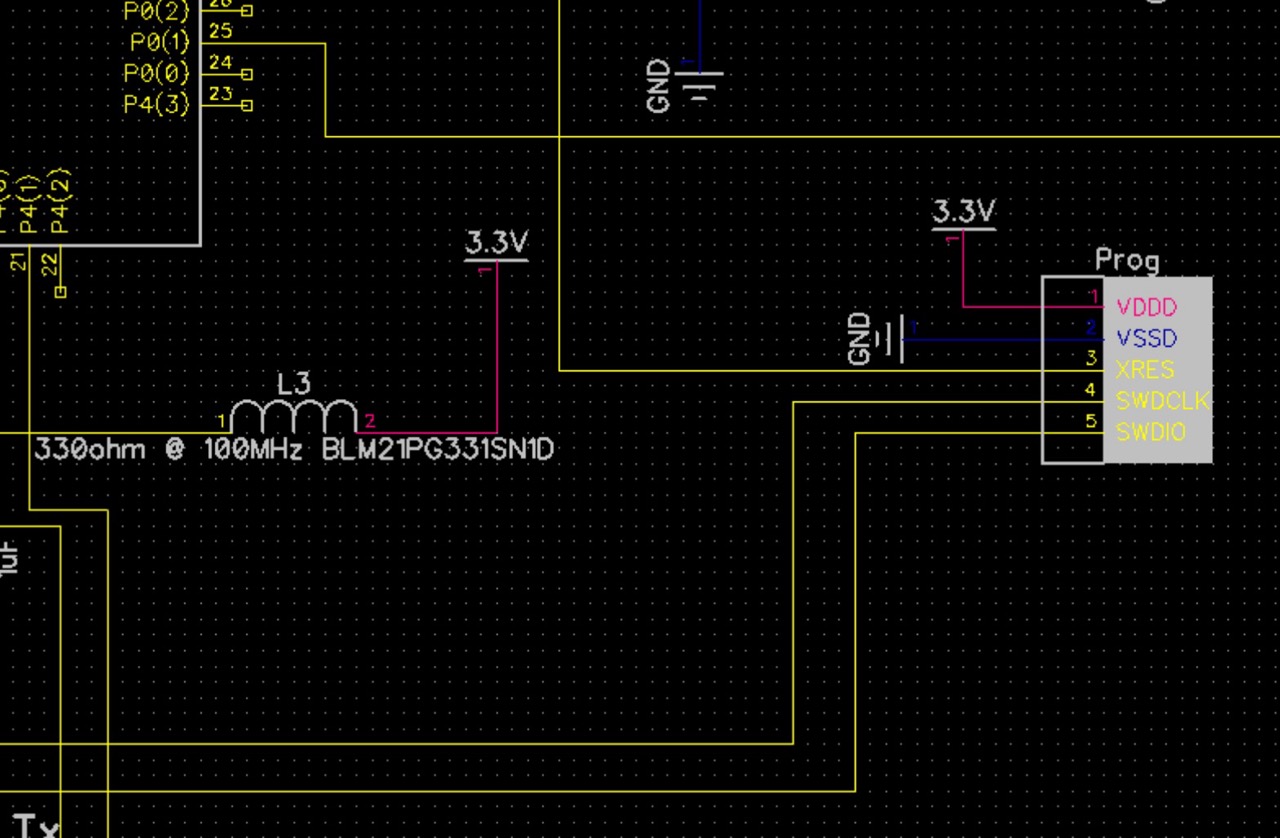 P0(2) 26
P0(1) 25
P0(0) 24
P4(3) 23
GND 1
P4(1) P4(2)
21 22
3.3V
1
3.3V
1
Prog
1 VDDD
GND 1 2 VSSD
3 XRES
4 SWDCLK
5 SWDIO
L3
1 2
330ohm @ 100MHz BLM21PG331SN1D
Tx